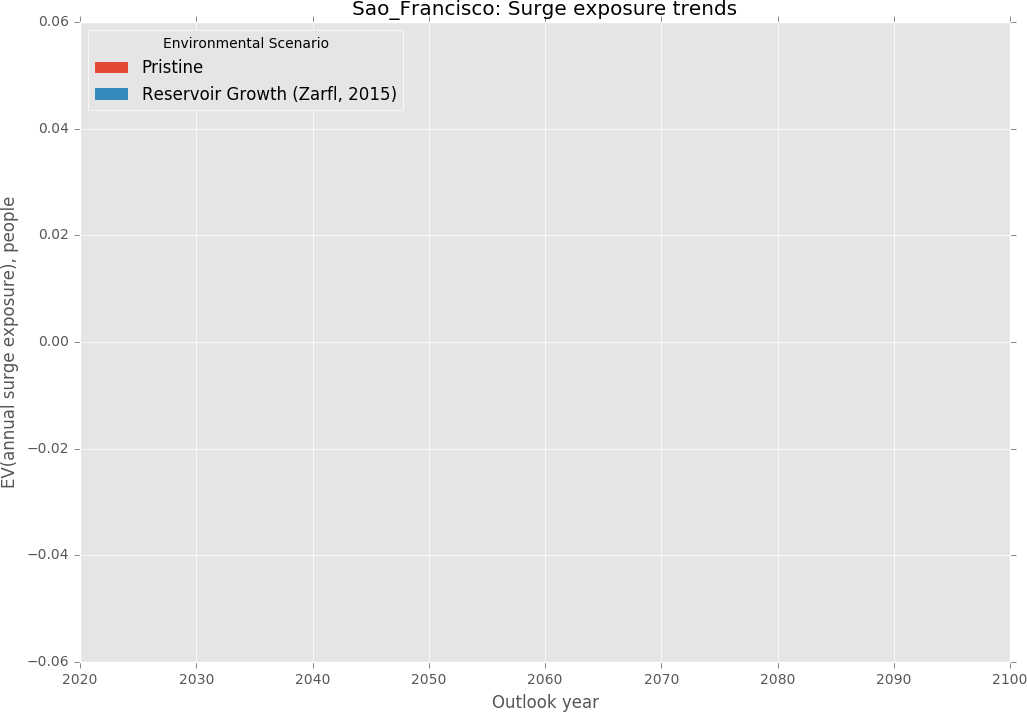 Sao_Francisco: Surge exposure trends
Environmental Scenario
Pristine
Reservoir Growth (Zarfl, 2015)
EV(annual surge exposure), people
0.06
0.04
0.02
0.00
−0.02
−0.04
−0.06
2020 2030 2040 2050 2060 2070 2080 2090 2100
Outlook year